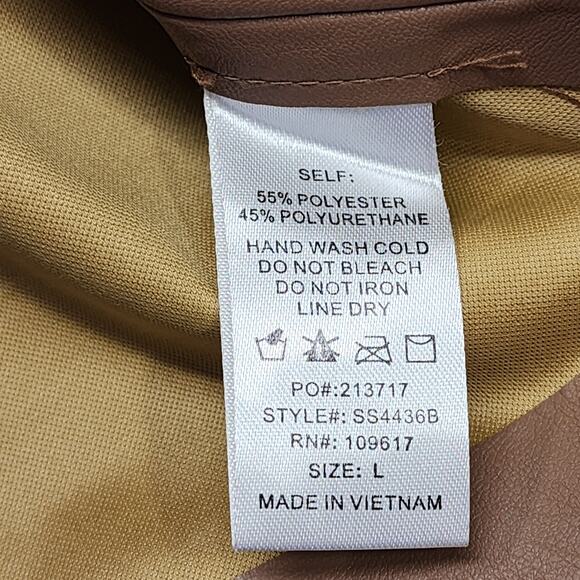 SELF:
55% POLYESTER
45% POLYURETHANE
HAND WASH COLD
DO NOT BLEACH
DO NOT IRON
LINE DRY
PO#:213717
STYLE#: SS4436B
RN#: 109617
SIZE: L
MADE IN VIETNAM